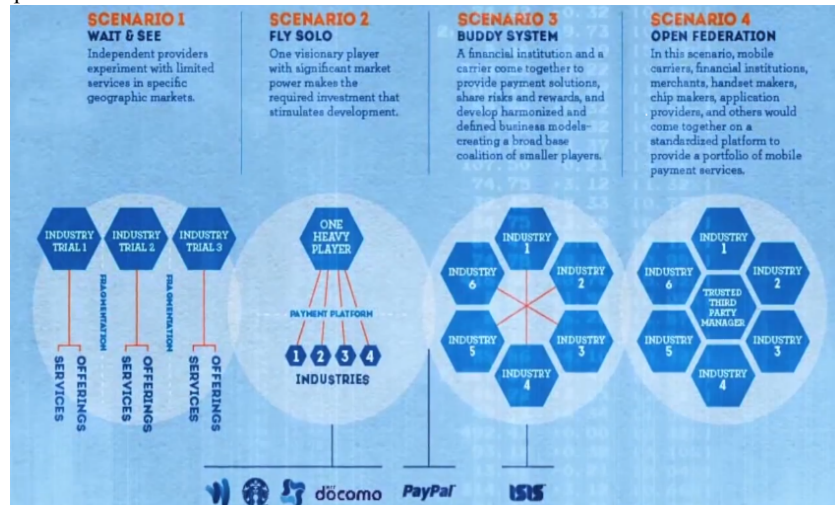 SCENARIO 1
WAIT & SEE
Independent providers
experiment with limited
services in specific
geographic markets.
SCENARIO 2
FLY SOLO
One visionary player
with significant market
power makes the
required investment that
stimulates development.
SCENARIO 3
BUDDY SYSTEM
A financial institution and a
carrier come together to
provide payment solutions,
share risks and rewards, and
develop harmonized and
defined business models–
creating a broad base
coalition of smaller players.
SCENARIO 4
OPEN FEDERATION
In this scenario, mobile
carriers, financial institutions,
merchants, handset makers,
chip makers, application
providers, and others would
come together on a
standardized platform to
provide a portfolio of mobile
payment services.
INDUSTRY
TRIAL 1
INDUSTRY
TRIAL 2
INDUSTRY
TRIAL 3
FRAGMENTATION
FRAGMENTATION
SERVICES
OFFERINGS
SERVICES
OFFERINGS
SERVICES
OFFERINGS
ONE
HEAVY
PLAYER
PAYMENT PLATFORM
1 2 3 4
INDUSTRIES
INDUSTRY
1
INDUSTRY
2
INDUSTRY
3
INDUSTRY
4
INDUSTRY
5
INDUSTRY
6
INDUSTRY
1
INDUSTRY
2
INDUSTRY
3
INDUSTRY
4
INDUSTRY
5
INDUSTRY
6
TRUSTED
THIRD
PARTY
MANAGER
döcomo
PayPal
isis